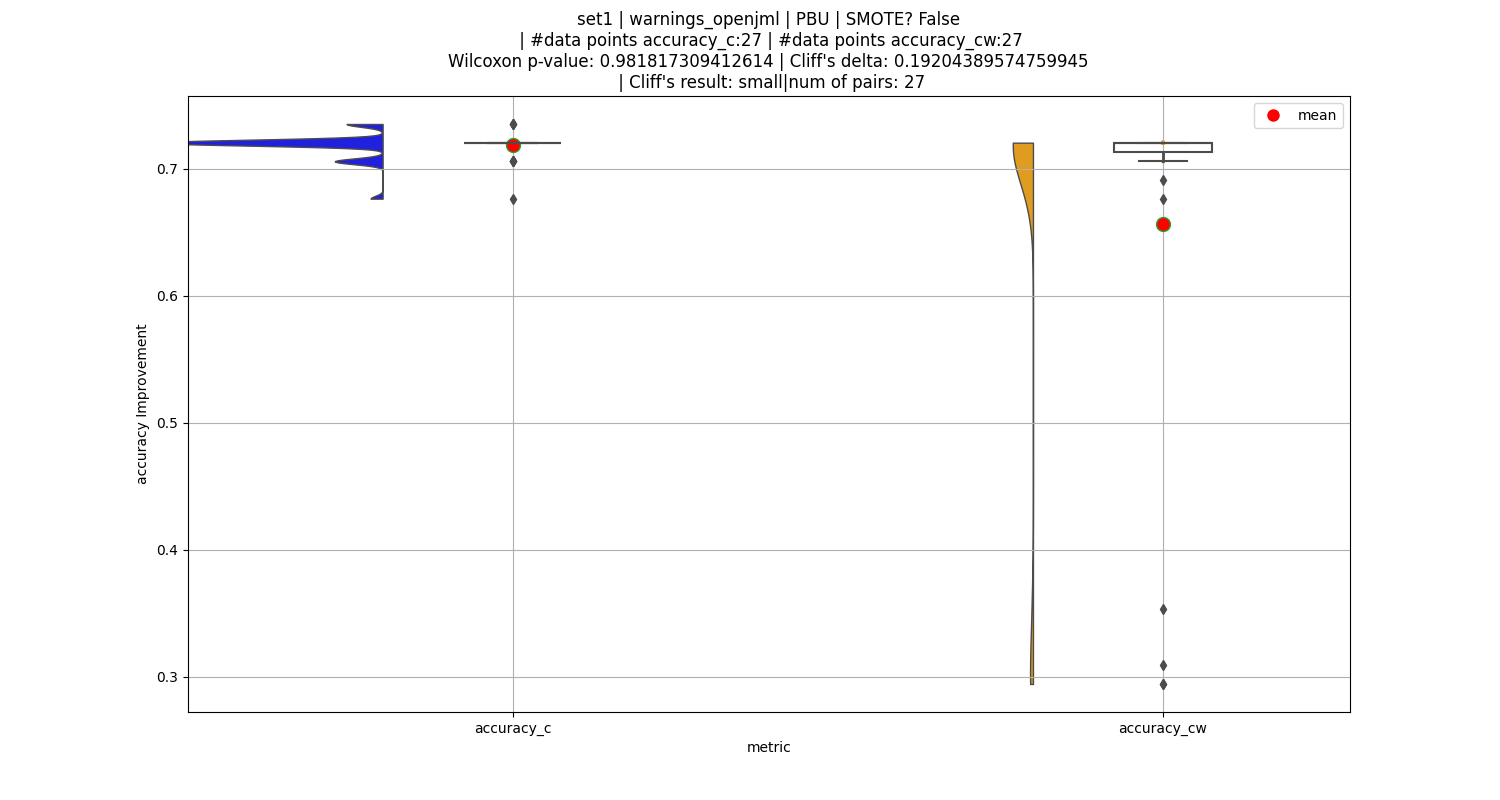 set1 | warnings_openjml | PBU | SMOTE? False
| #data points accuracy_c:27 | #data points accuracy_cw:27
Wilcoxon p-value: 0.981817309412614 | Cliff's delta: 0.19204389574759945
| Cliff's result: small|num of pairs: 27
mean
0.7
0.6
0.5
0.4
0.3
accuracy Improvement
accuracy_c
accuracy_cw
metric